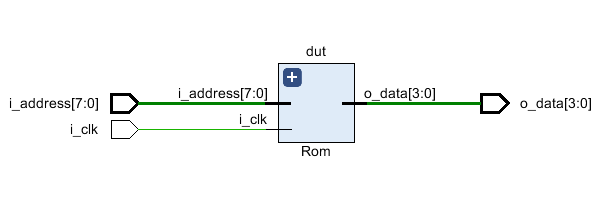 dut
i_address[7:0]
i_address[7:0]
o_data[3:0]
o_data[3:0]
i_clk
i_clk
Rom